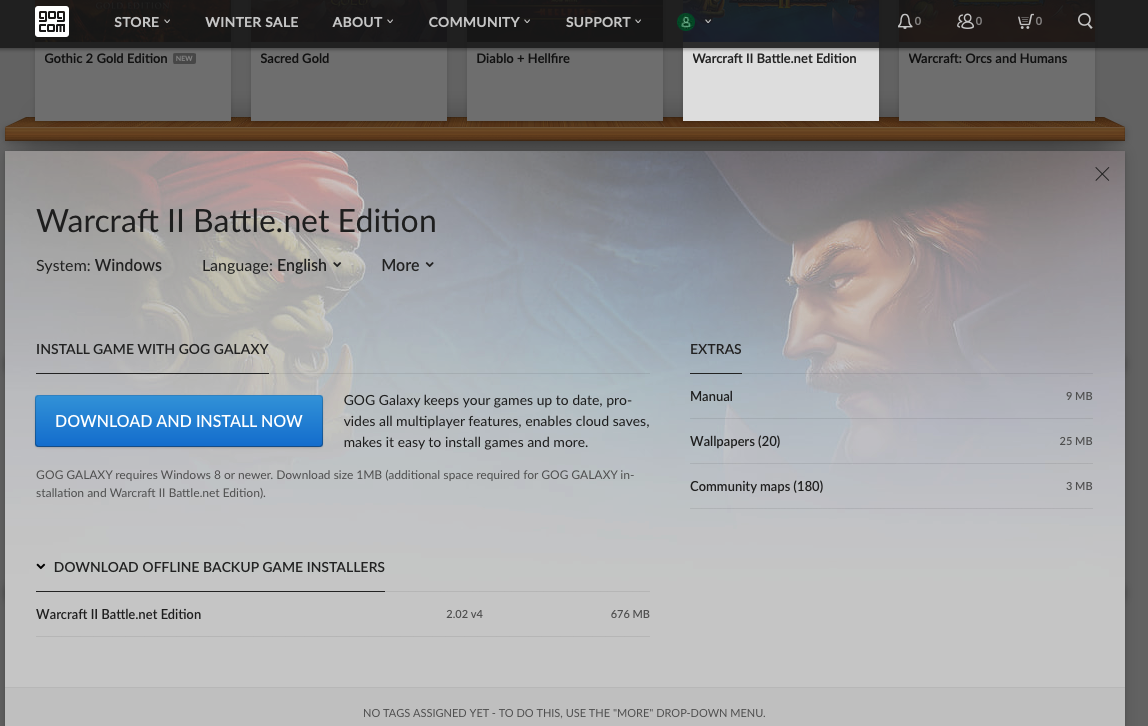 gog
com
STORE
WINTER SALE
ABOUT
COMMUNITY
SUPPORT
0
0
0
Gothic 2 Gold Edition NEW
Sacred Gold
Diablo + Hellfire
Warcraft II Battle.net Edition
Warcraft: Orcs and Humans
Warcraft II Battle.net Edition
System: Windows
Language: English
More
INSTALL GAME WITH GOG GALAXY
DOWNLOAD AND INSTALL NOW
GOG Galaxy keeps your games up to date, pro-
vides all multiplayer features, enables cloud saves,
makes it easy to install games and more.
GOG GALAXY requires Windows 8 or newer. Download size 1MB (additional space required for GOG GALAXY in-
stallation and Warcraft II Battle.net Edition).
EXTRAS
Manual 9 MB
Wallpapers (20) 25 MB
Community maps (180) 3 MB
DOWNLOAD OFFLINE BACKUP GAME INSTALLERS
Warcraft II Battle.net Edition 2.02 v4 676 MB
NO TAGS ASSIGNED YET - TO DO THIS, USE THE "MORE" DROP-DOWN MENU.